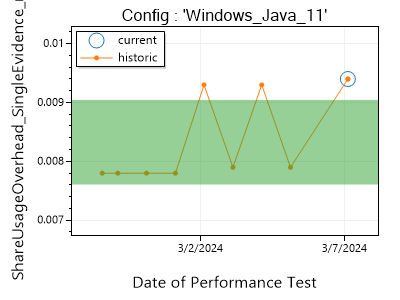 Config : 'Windows_Java_11'
current
historic
0.01
0.009
0.008
0.007
ShareUsageOverhead_SingleEvidence_
3/2/2024
3/7/2024
Date of Performance Test